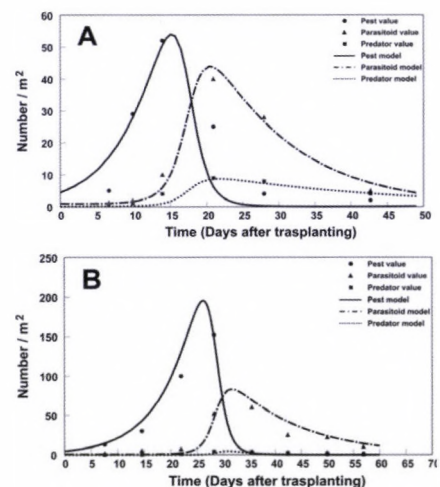 A
60
50
40
30
20
10
0
Number / m²
0 5 10 15 20 25 30 35 40 45 50
Time (Days after trasplanting)
Pest value
Parasitoid value
Predator value
Pest model
Parasitoid model
Predator model
B
250
200
150
100
50
0
Number / m²
0 5 10 15 20 25 30 35 40 45 50 55 60 65 70
Time (Days after trasplanting)
Pest value
Parasitoid value
Predator value
Pest model
Parasitoid model
Predator model